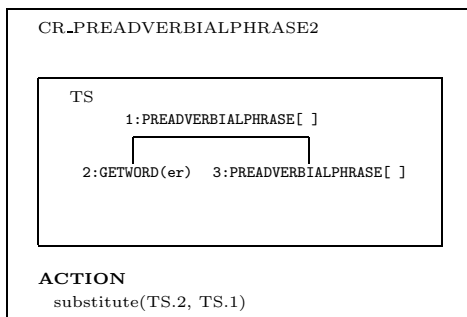 CR_PREADVERBIALPHRASE2
TS
1:PREADVERBIALPHRASE[ ]
2:GETWORD(er) 3:PREADVERBIALPHRASE[ ]
ACTION
substitute(TS.2, TS.1)